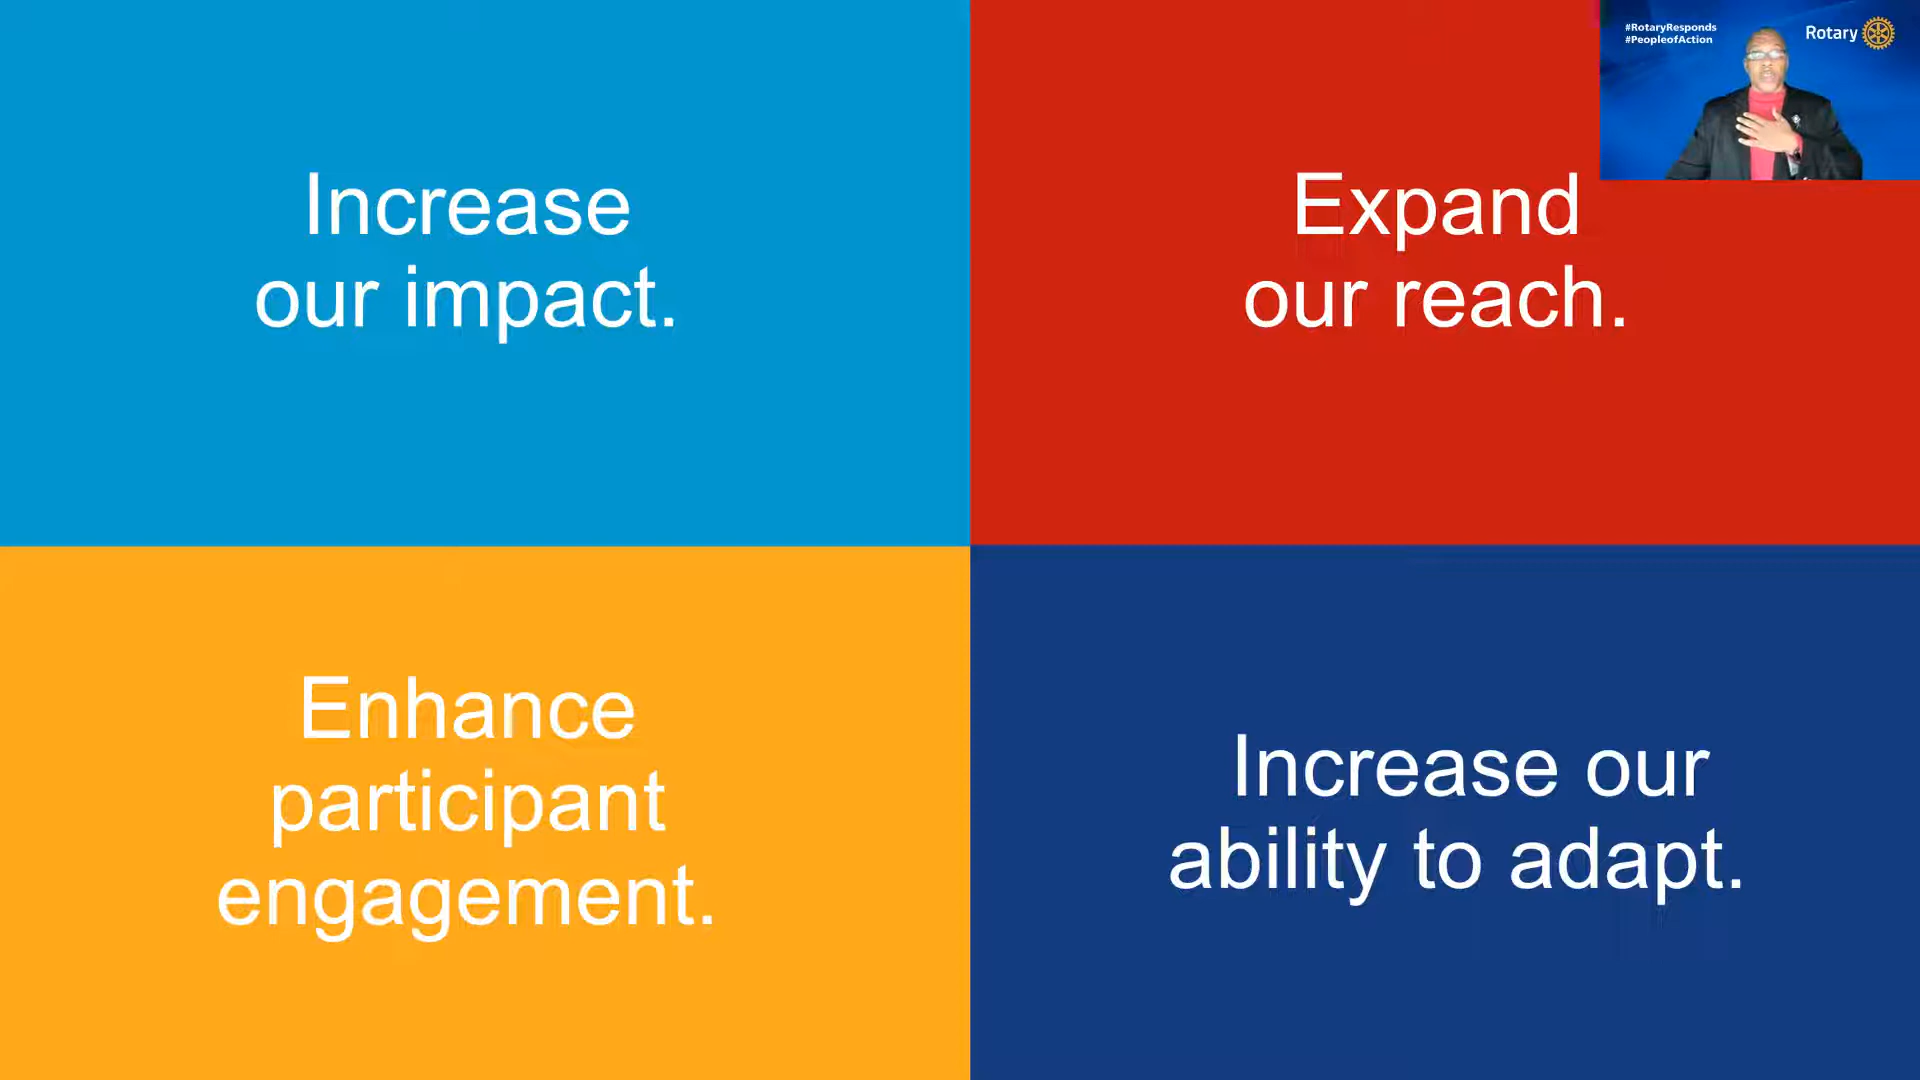 Increase
our impact.
Expand
our reach.
#RotaryResponds
#PeopleofAction
Rotary
Enhance
participant
engagement.
Increase our
ability to adapt.